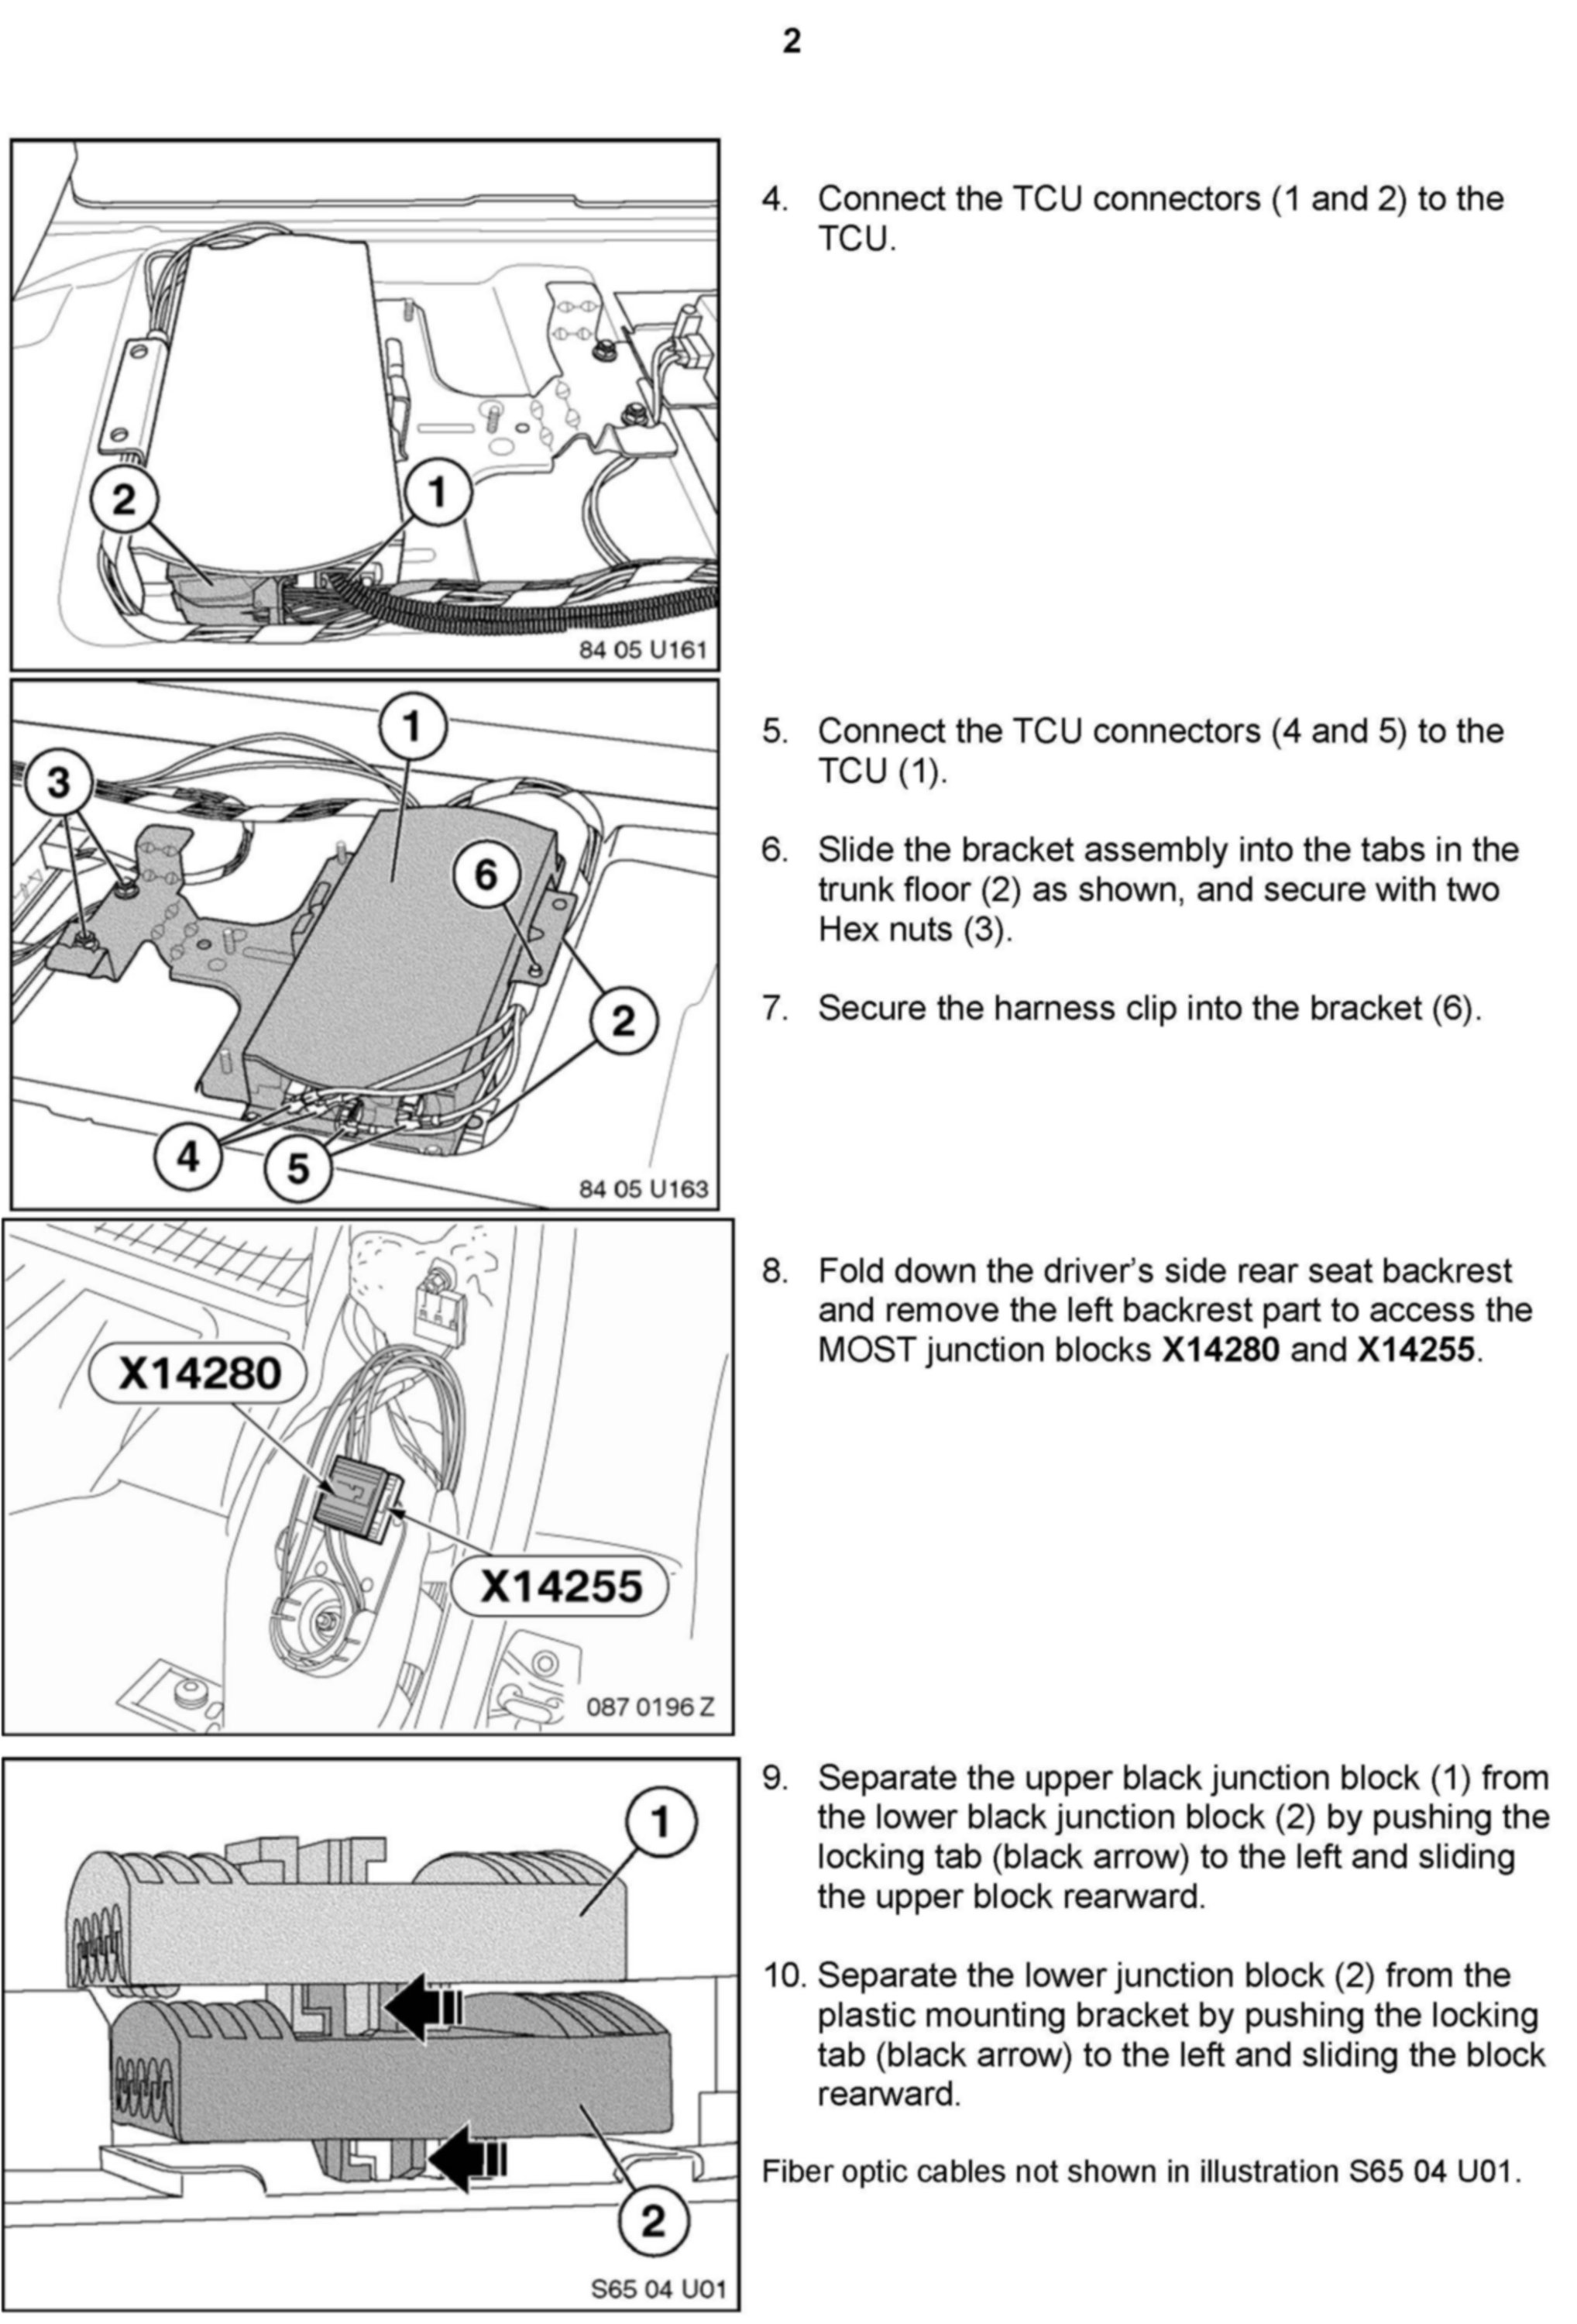 2
4. Connect the TCU connectors (1 and 2) to the
TCU.
2
1
84 05 U161
5. Connect the TCU connectors (4 and 5) to the
TCU (1).
6. Slide the bracket assembly into the tabs in the
trunk floor (2) as shown, and secure with two
Hex nuts (3).
7. Secure the harness clip into the bracket (6).
1
3
6
2
4
5
84 05 U163
8. Fold down the driver’s side rear seat backrest
and remove the left backrest part to access the
MOST junction blocks X14280 and X14255.
X14280
X14255
087 0196 Z
9. Separate the upper black junction block (1) from
the lower black junction block (2) by pushing the
locking tab (black arrow) to the left and sliding
the upper block rearward.
10. Separate the lower junction block (2) from the
plastic mounting bracket by pushing the locking
tab (black arrow) to the left and sliding the block
rearward.
Fiber optic cables not shown in illustration S65 04 U01.
1
2
S65 04 U01